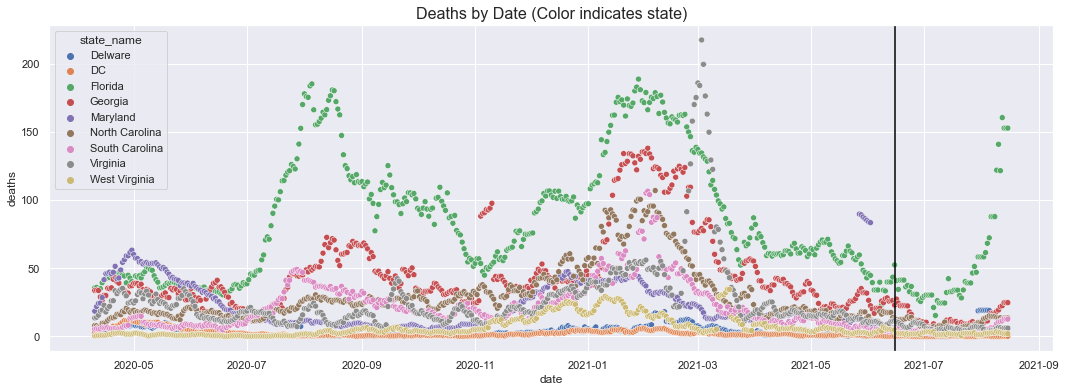 Deaths by Date (Color indicates state)
state_name
Delware
DC
Florida
Georgia
Maryland
North Carolina
South Carolina
Virginia
West Virginia
200
150
100
50
0
deaths
2020-05
2020-07
2020-09
2020-11
2021-01
2021-03
2021-05
2021-07
2021-09
date